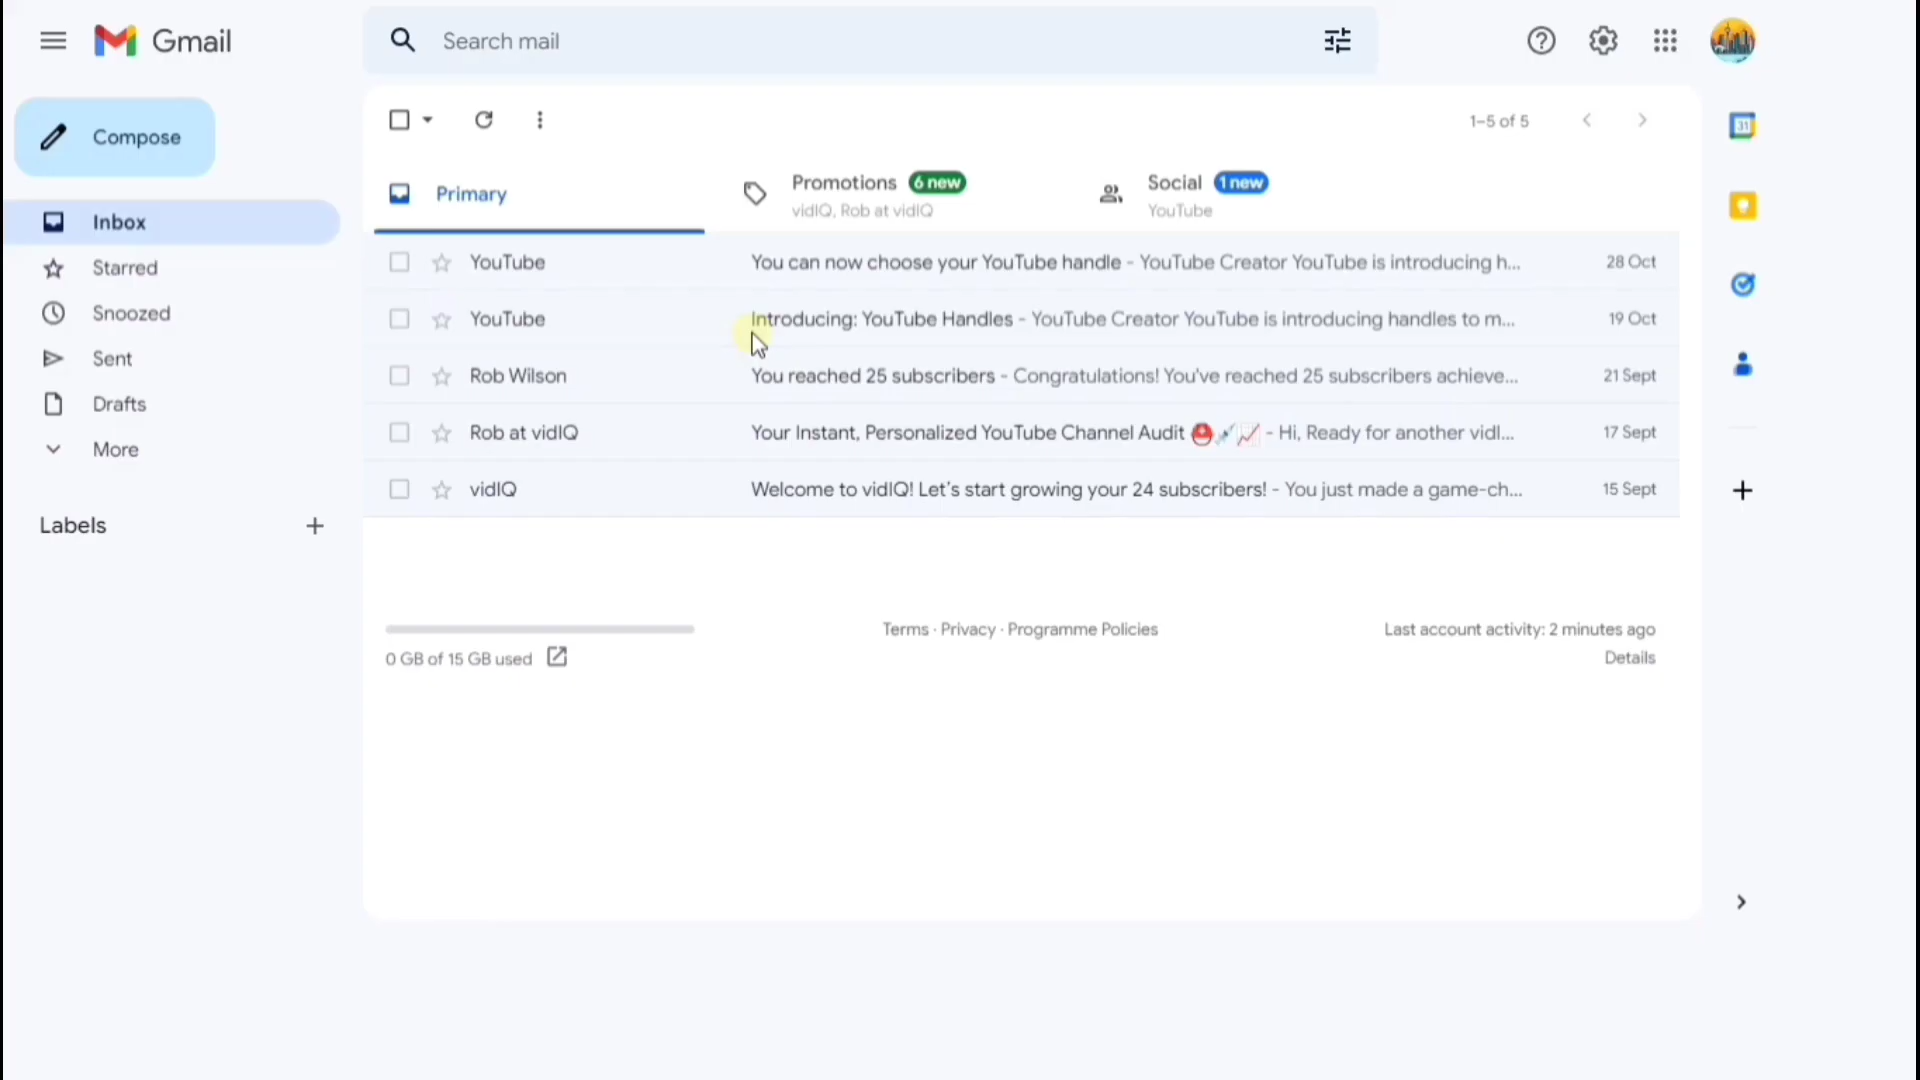 Gmail
Search mail
Compose
1–5 of 5
Primary
Promotions 6 new
vidIQ, Rob at vidIQ
Social 1 new
YouTube
Inbox
Starred
Snoozed
Sent
Drafts
More
Labels
YouTube You can now choose your YouTube handle - YouTube Creator YouTube is introducing h... 28 Oct
YouTube Introducing: YouTube Handles - YouTube Creator YouTube is introducing handles to m... 19 Oct
Rob Wilson You reached 25 subscribers - Congratulations! You've reached 25 subscribers achieve... 21 Sept
Rob at vidIQ Your Instant, Personalized YouTube Channel Audit ⛑️💉📈 - Hi, Ready for another vidI... 17 Sept
vidIQ Welcome to vidIQ! Let's start growing your 24 subscribers! - You just made a game-ch... 15 Sept
0 GB of 15 GB used
Terms · Privacy · Programme Policies
Last account activity: 2 minutes ago
Details
31